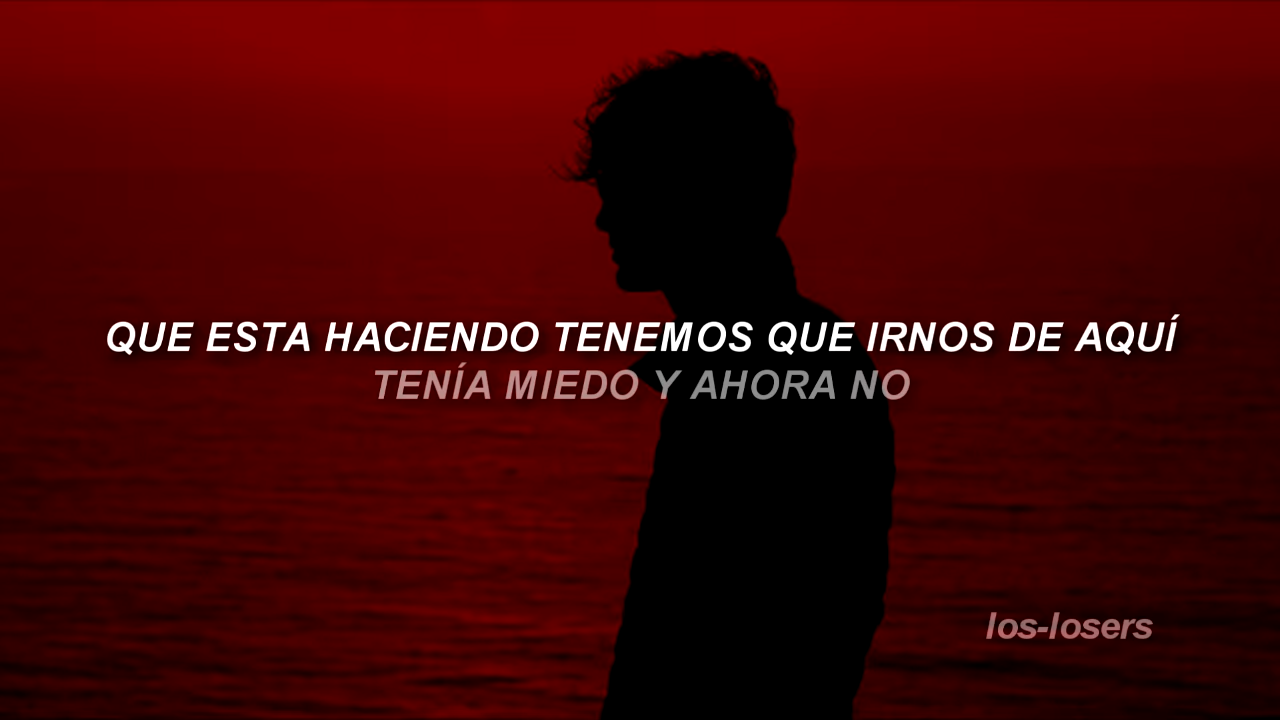 QUE ESTA HACIENDO TENEMOS QUE IRNOS DE AQUÍ
TENÍA MIEDO Y AHORA NO
los-losers